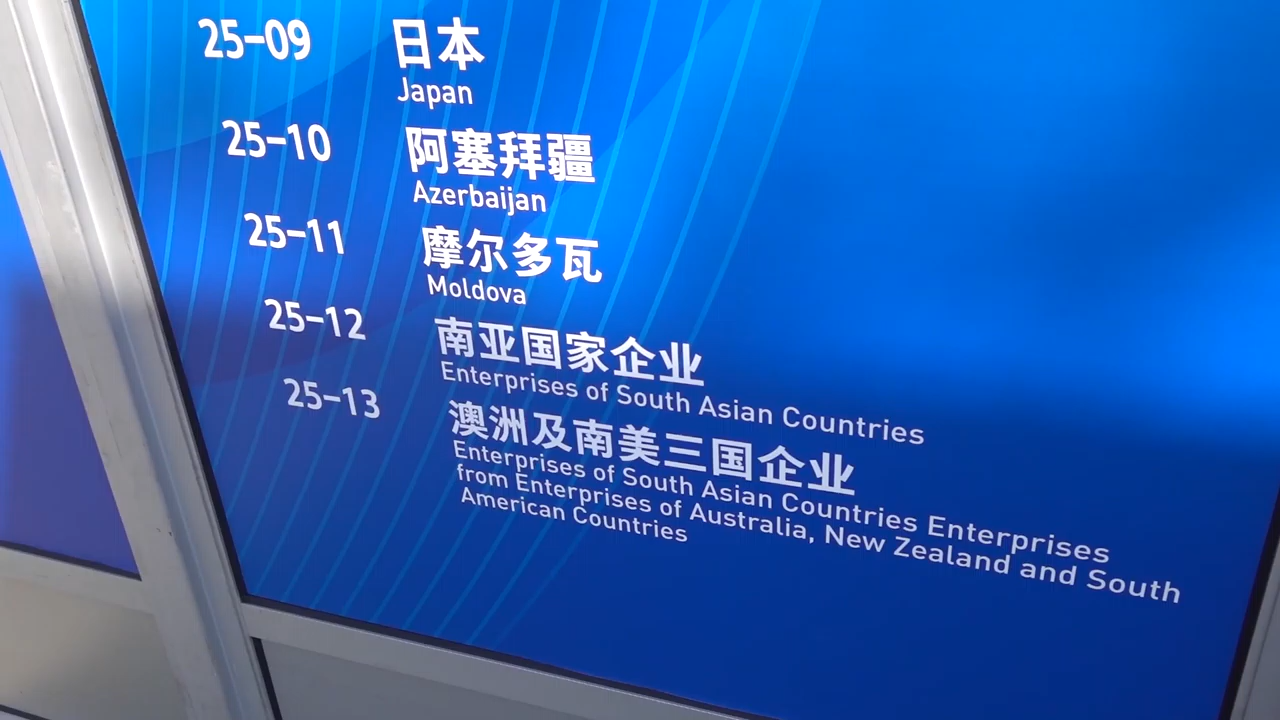 25-09 日本
Japan
25-10 阿塞拜疆
Azerbaijan
25-11 摩尔多瓦
Moldova
25-12 南亚国家企业
Enterprises of South Asian Countries
25-13 澳洲及南美三国企业
Enterprises of South Asian Countries Enterprises
from Enterprises of Australia, New Zealand and South
American Countries